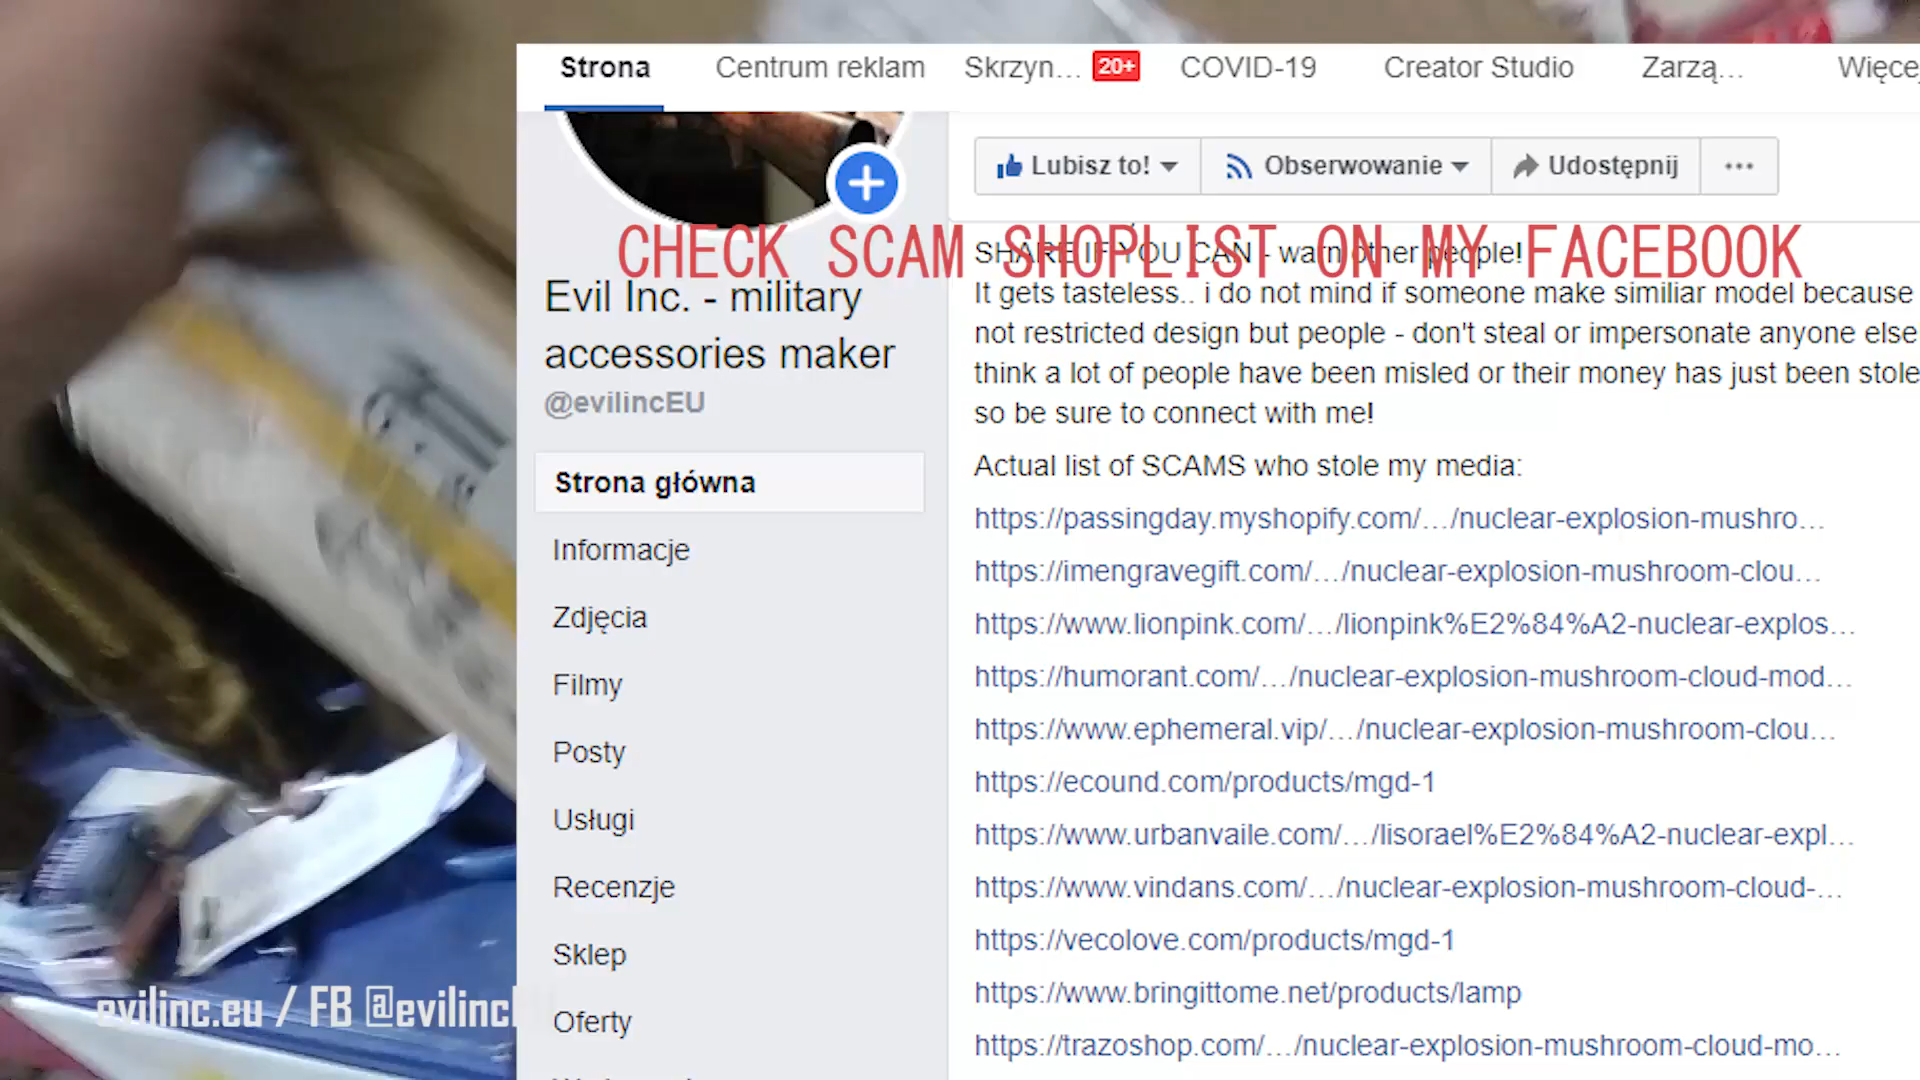 Strona Centrum reklam Skrzyn... 20+ COVID-19 Creator Studio Zarzą... Więcej
Lubisz to! Obserwowanie Udostępnij ...
CHECK SCAM SHOPLIST ON MY FACEBOOK
SHARE IF YOU CAN - warn other people!
Evil Inc. - military
accessories maker
@evilincEU
It gets tasteless.. i do not mind if someone make similiar model because
not restricted design but people - don't steal or impersonate anyone else
think a lot of people have been misled or their money has just been stole
so be sure to connect with me!
Actual list of SCAMS who stole my media:
https://passingday.myshopify.com/.../nuclear-explosion-mushro...
https://imengravegift.com/.../nuclear-explosion-mushroom-clou...
https://www.lionpink.com/.../lionpink%E2%84%A2-nuclear-explos...
https://humorant.com/.../nuclear-explosion-mushroom-cloud-mod...
https://www.ephemeral.vip/.../nuclear-explosion-mushroom-clou...
https://ecound.com/products/mgd-1
https://www.urbanvaile.com/.../lisorael%E2%84%A2-nuclear-expl...
https://www.vindans.com/.../nuclear-explosion-mushroom-cloud-...
https://vecolove.com/products/mgd-1
https://www.bringittome.net/products/lamp
https://trazoshop.com/.../nuclear-explosion-mushroom-cloud-mo...
Strona główna
Informacje
Zdjęcia
Filmy
Posty
Usługi
Recenzje
Sklep
Oferty
evilinc.eu / FB @evilincEU